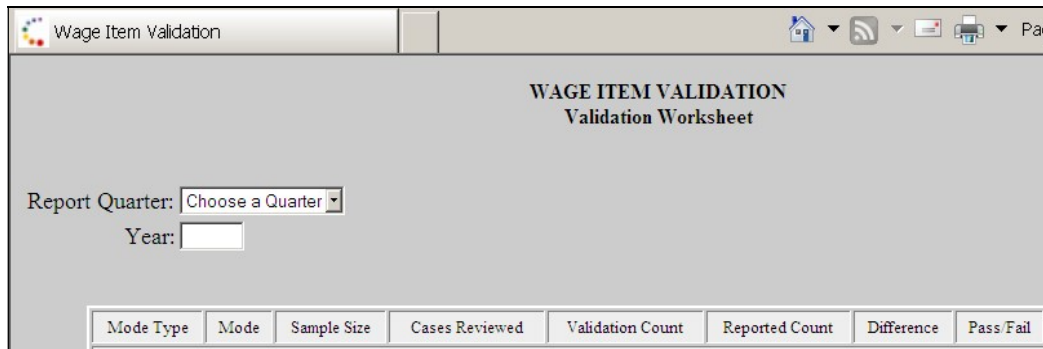 Wage Item Validation
WAGE ITEM VALIDATION
Validation Worksheet
Report Quarter: Choose a Quarter
Year:
Mode Type Mode Sample Size Cases Reviewed Validation Count Reported Count Difference Pass/Fail